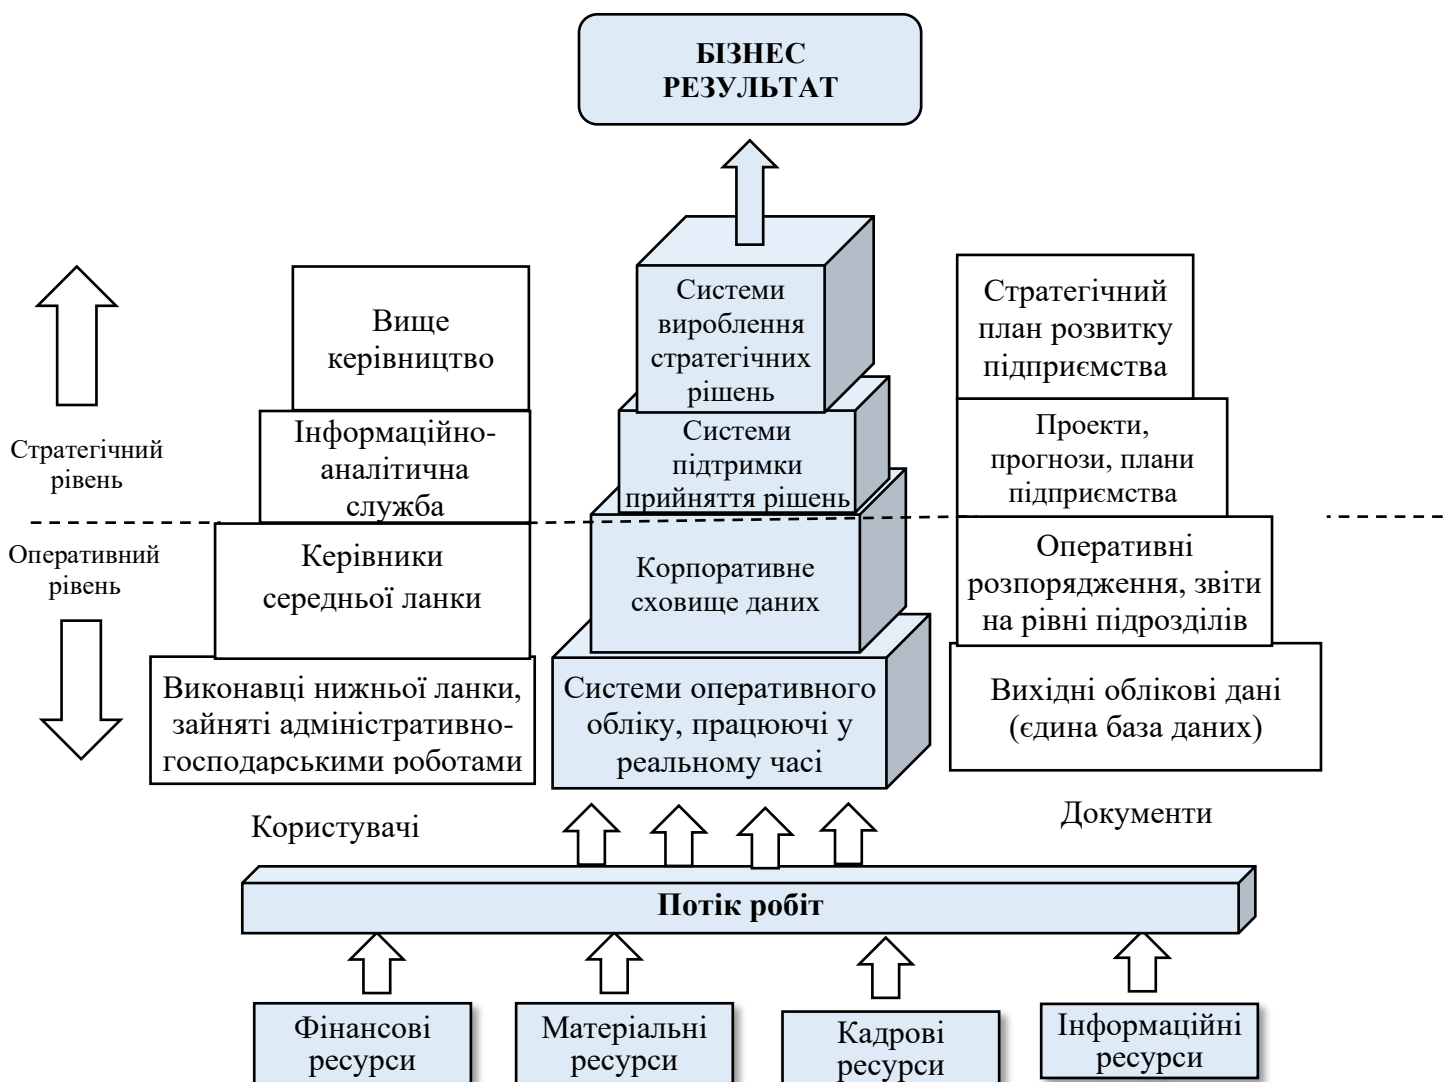 БІЗНЕС
РЕЗУЛЬТАТ
Вище
керівництво
Системи
вироблення
стратегічних
рішень
Стратегічний
план розвитку
підприємства
Стратегічний
рівень
Інформаційно-
аналітична
служба
Системи
підтримки
прийняття рішень
Проекти,
прогнози, плани
підприємства
Оперативний
рівень
Керівники
середньої ланки
Корпоративне
сховище даних
Оперативні
розпорядження, звіти
на рівні підрозділів
Виконавці нижньої ланки,
зайняті адміністративно-
господарськими роботами
Системи оперативного
обліку, працюючі у
реальному часі
Вихідні облікові дані
(єдина база даних)
Користувачі
Документи
Потік робіт
Фінансові
ресурси
Матеріальні
ресурси
Кадрові
ресурси
Інформаційні
ресурси